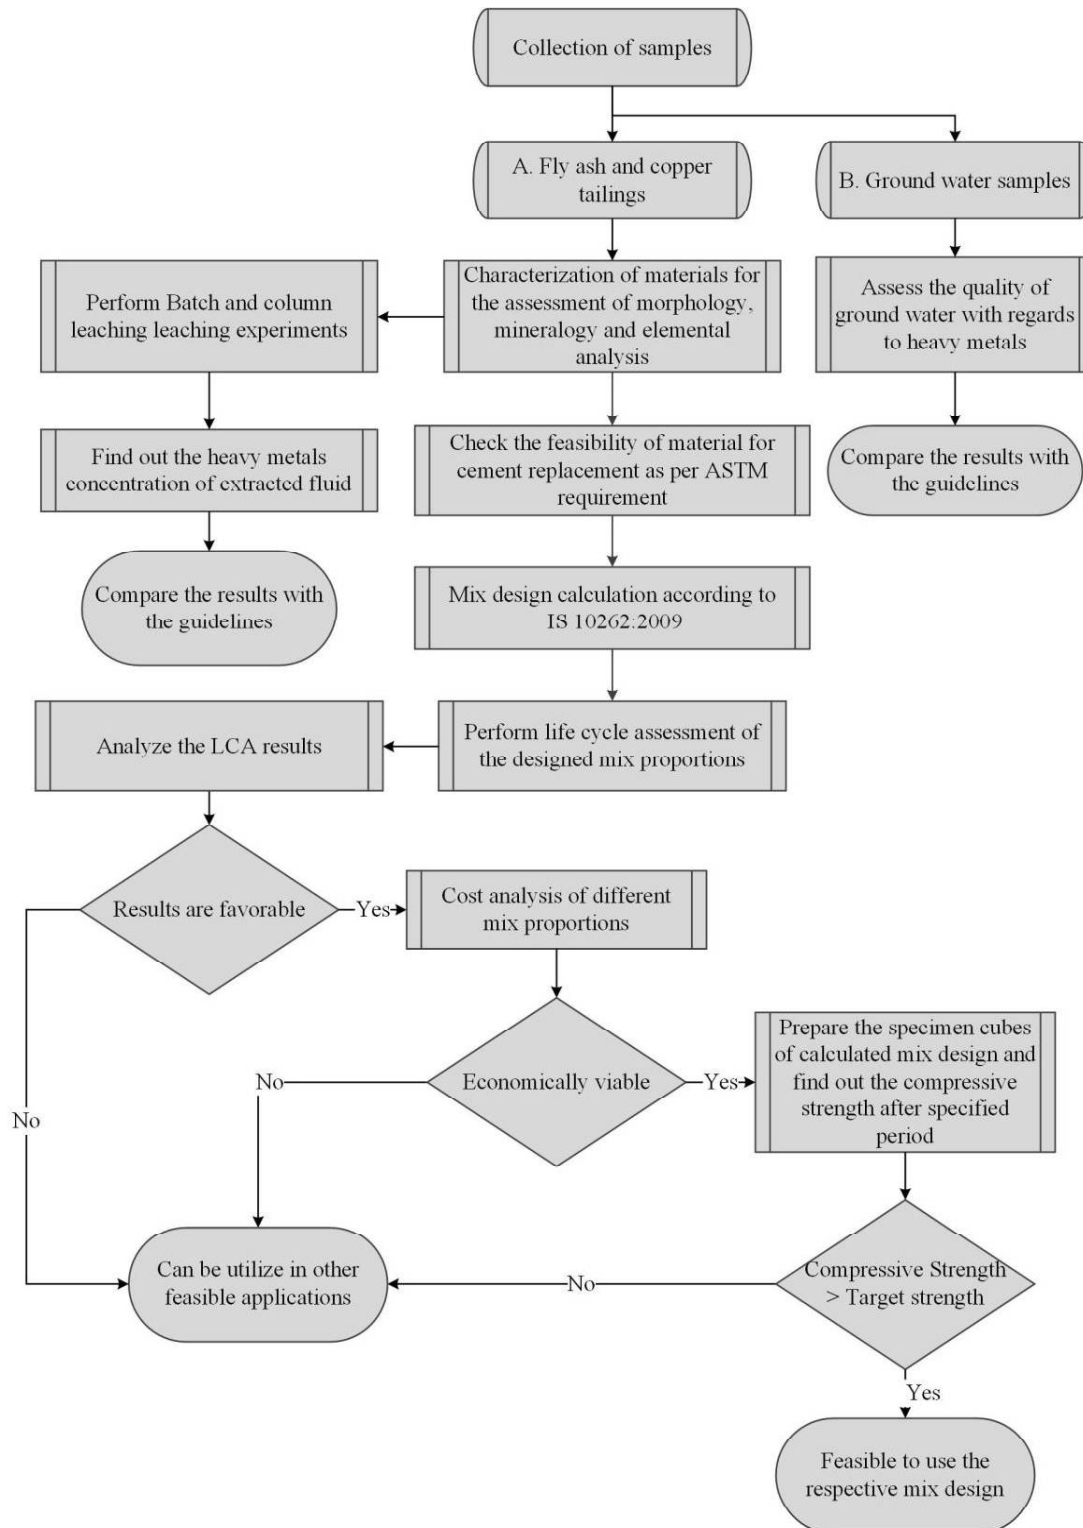 Collection of samples
A. Fly ash and copper
tailings
B. Ground water samples
Perform Batch and column
leaching leaching experiments
Characterization of materials for
the assessment of morphology,
mineralogy and elemental
analysis
Assess the quality of
ground water with regards
to heavy metals
Find out the heavy metals
concentration of extracted fluid
Check the feasibility of material for
cement replacement as per ASTM
requirement
Compare the results with
the guidelines
Compare the results with
the guidelines
Mix design calculation according to
IS 10262:2009
Analyze the LCA results
Perform life cycle assessment of
the designed mix proportions
Results are favorable
Yes
Cost analysis of different
mix proportions
No
Economically viable
No
Yes
Prepare the specimen cubes
of calculated mix design and
find out the compressive
strength after specified
period
Can be utilize in other
feasible applications
No
Compressive Strength
> Target strength
Yes
Feasible to use the
respective mix design